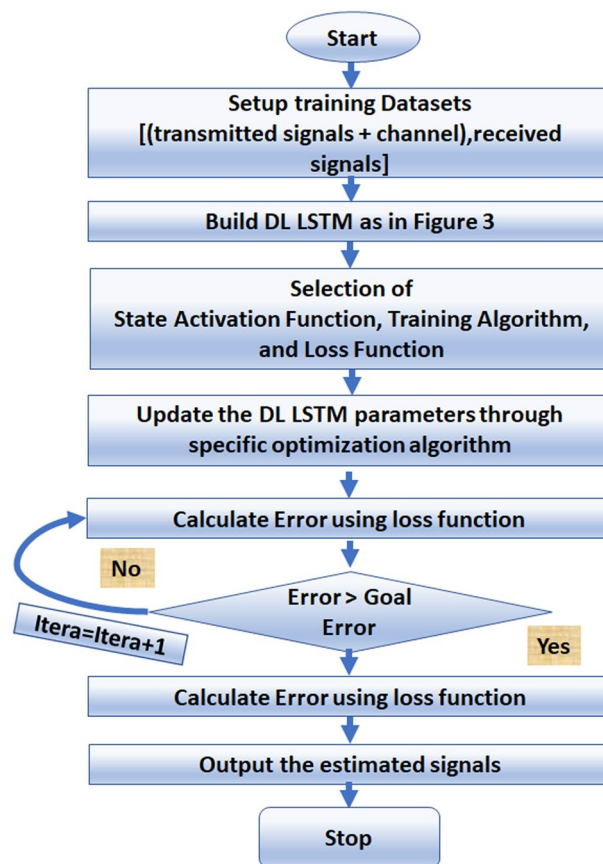 Start
Setup training Datasets
[(transmitted signals + channel),received
signals]
Build DL LSTM as in Figure 3
Selection of
State Activation Function, Training Algorithm,
and Loss Function
Update the DL LSTM parameters through
specific optimization algorithm
Calculate Error using loss function
No
Error > Goal
Error
Itera=Itera+1
Yes
Calculate Error using loss function
Output the estimated signals
Stop